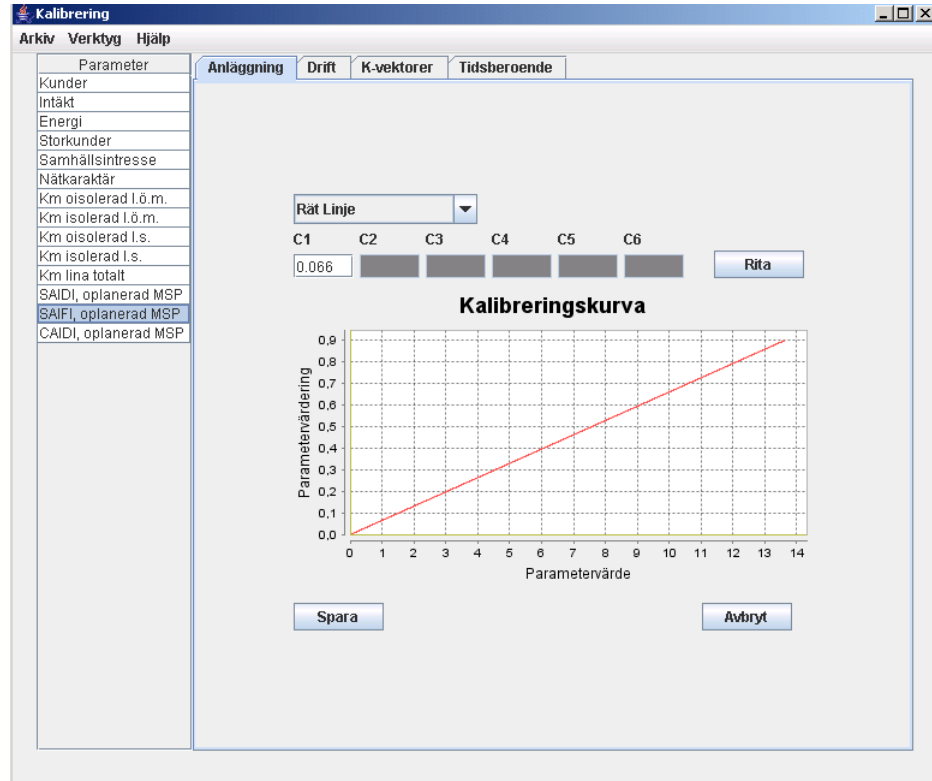 Kalibrering
Arkiv Verktyg Hjälp
Parameter
Kunder
Intäkt
Energi
Storkunder
Samhällsintresse
Nätkaraktär
Km oisolerad l.ö.m.
Km isolerad l.ö.m.
Km oisolerad l.s.
Km isolerad l.s.
Km lina totalt
SAIDI, oplanerad MSP
SAIFI, oplanerad MSP
CAIDI, oplanerad MSP
Anläggning Drift K-vektorer Tidsberoende
Rät Linje
C1 C2 C3 C4 C5 C6
0.066
Rita
Kalibreringskurva
Parametervärdering
0,9
0,8
0,7
0,6
0,5
0,4
0,3
0,2
0,1
0,0
0 1 2 3 4 5 6 7 8 9 10 11 12 13 14
Parametervärde
Spara Avbryt